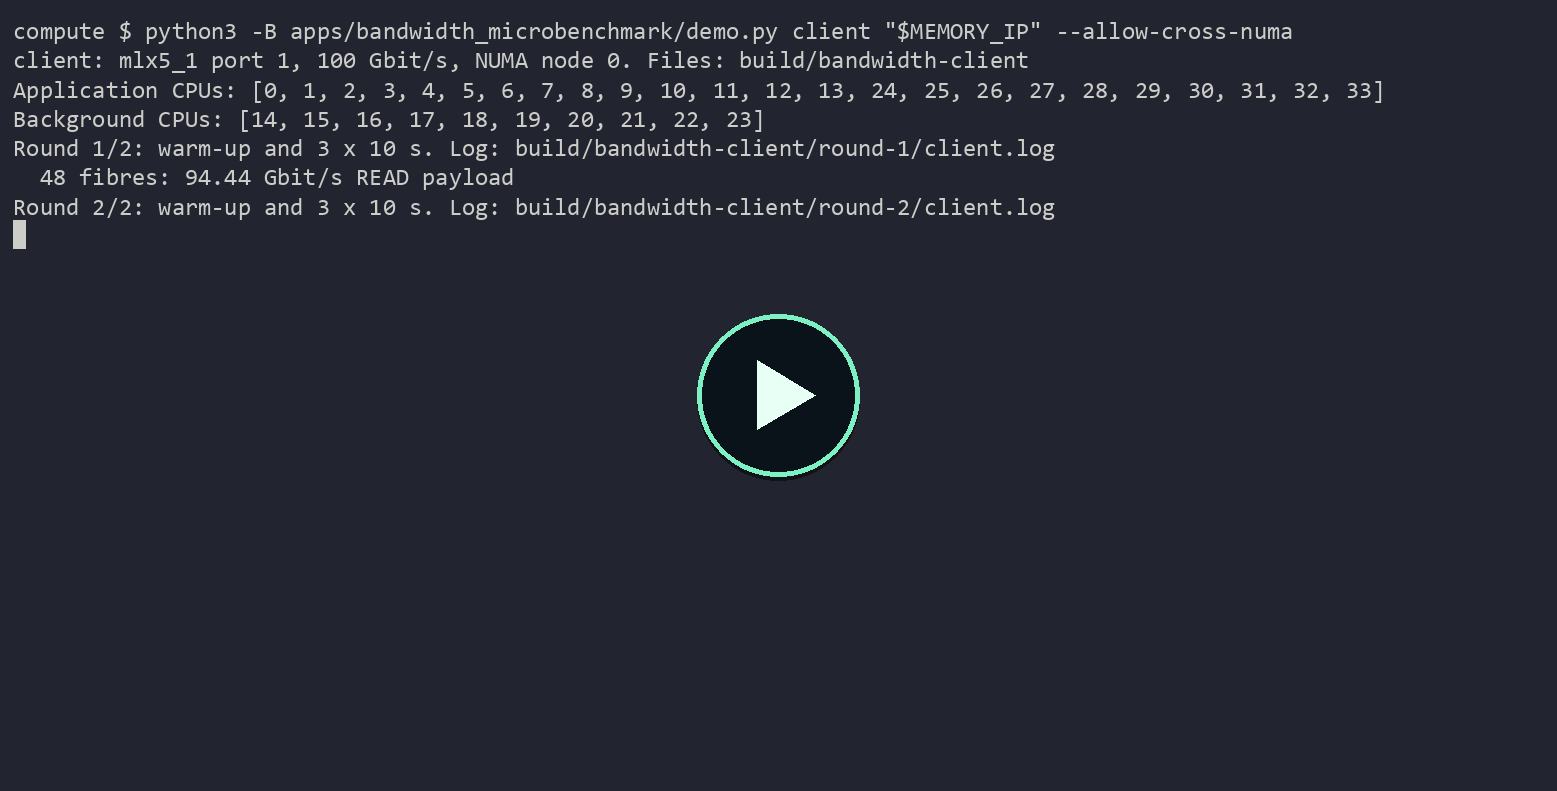 compute $ python3 -B apps/bandwidth_microbenchmark/demo.py client "$MEMORY_IP" --allow-cross-numa
client: mlx5_1 port 1, 100 Gbit/s, NUMA node 0. Files: build/bandwidth-client
Application CPUs: [0, 1, 2, 3, 4, 5, 6, 7, 8, 9, 10, 11, 12, 13, 24, 25, 26, 27, 28, 29, 30, 31, 32, 33]
Background CPUs: [14, 15, 16, 17, 18, 19, 20, 21, 22, 23]
Round 1/2: warm-up and 3 x 10 s. Log: build/bandwidth-client/round-1/client.log
  48 fibres: 94.44 Gbit/s READ payload
Round 2/2: warm-up and 3 x 10 s. Log: build/bandwidth-client/round-2/client.log